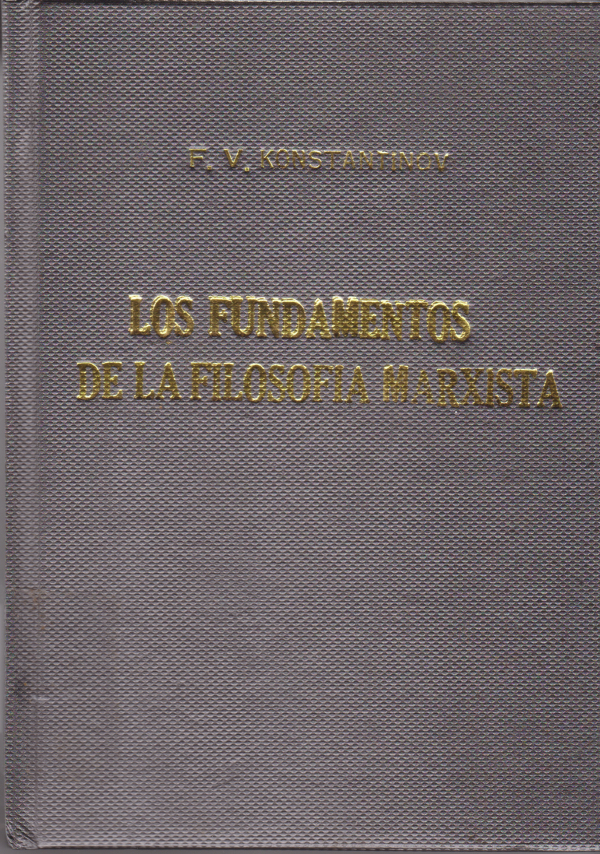 F. V. KONSTANTINOV
LOS FUNDAMENTOS
DE LA FILOSOFIA MARXISTA